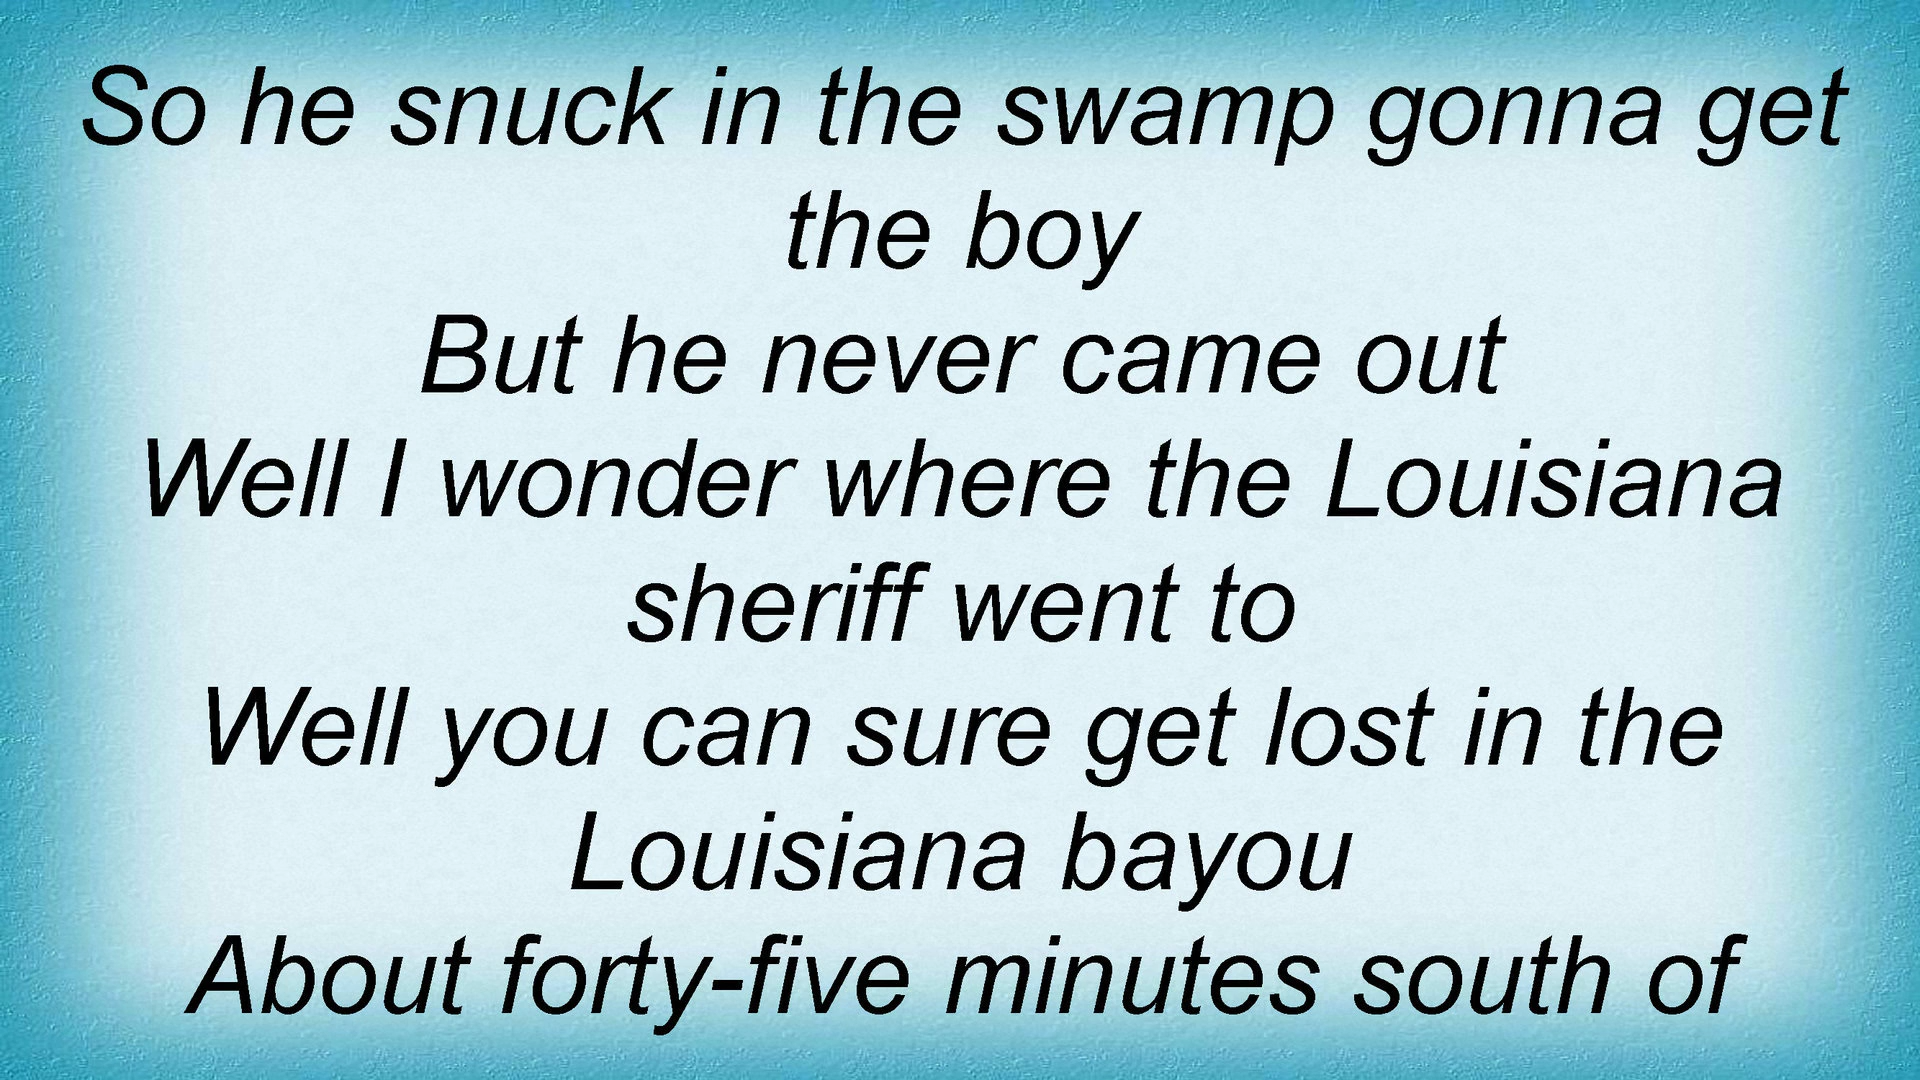 So he snuck in the swamp gonna get
the boy
But he never came out
Well I wonder where the Louisiana
sheriff went to
Well you can sure get lost in the
Louisiana bayou
About forty-five minutes south of